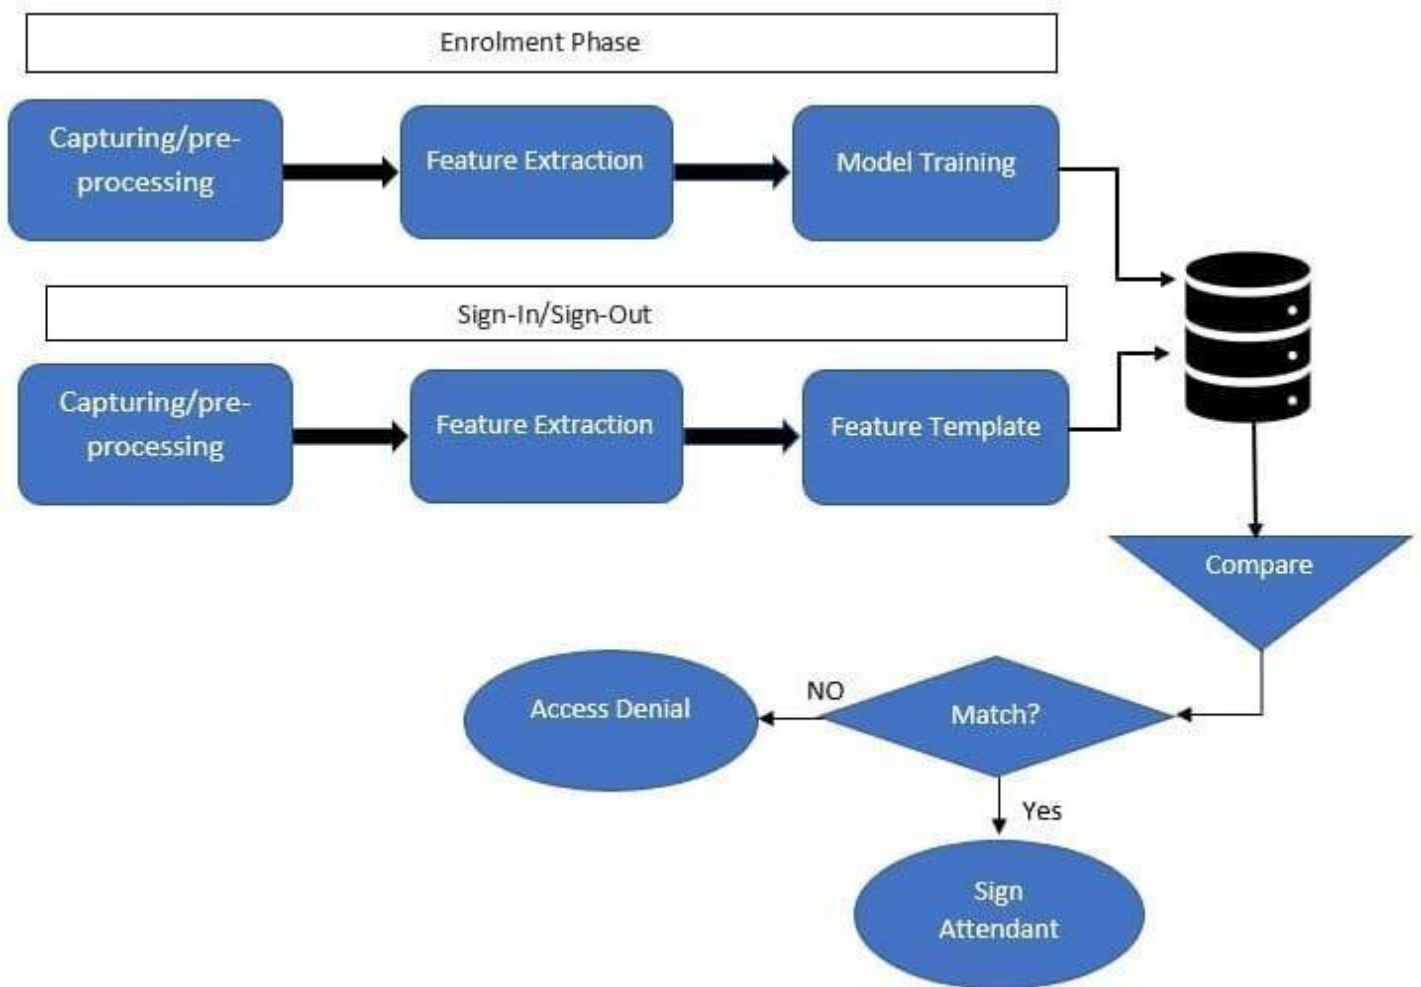 Enrolment Phase
Capturing/pre-
processing
Feature Extraction
Model Training
Sign-In/Sign-Out
Capturing/pre-
processing
Feature Extraction
Feature Template
Compare
Match?
NO
Access Denial
Yes
Sign
Attendant